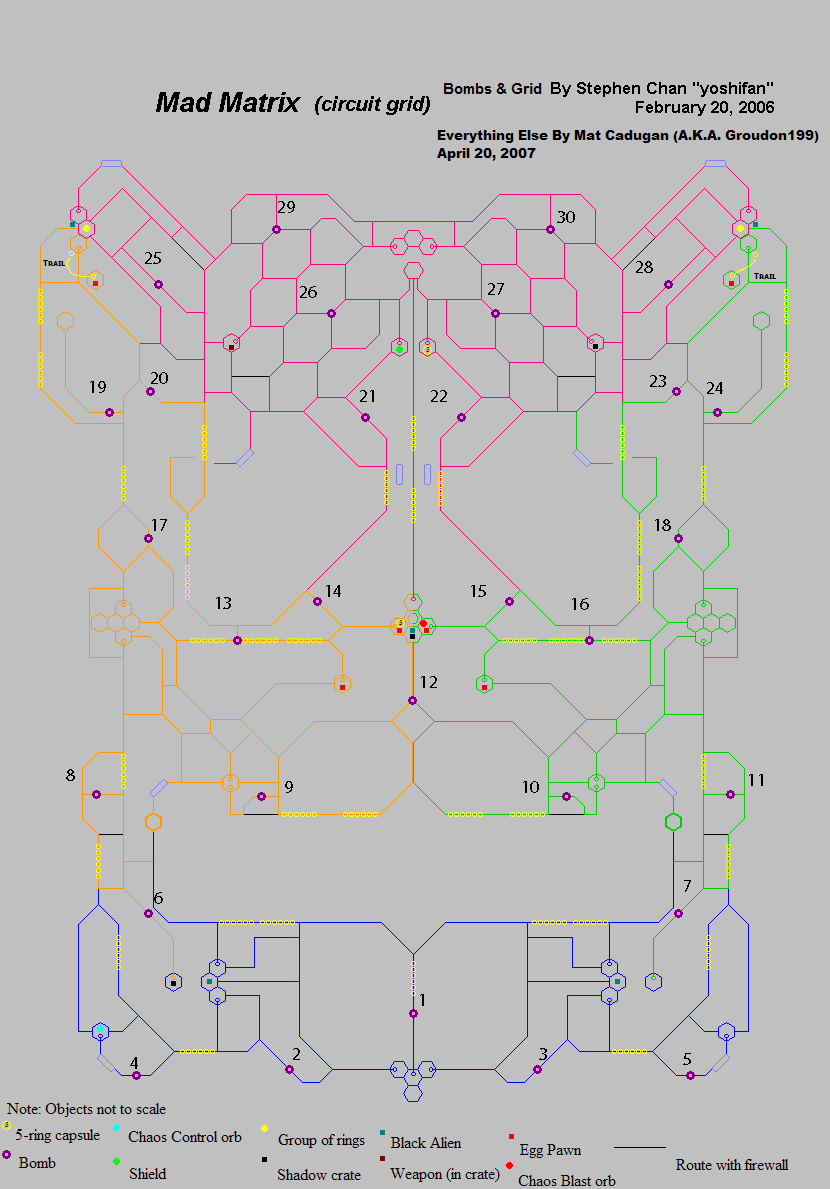 Mad Matrix (circuit grid)
Bombs & Grid By Stephen Chan "yoshifan"
February 20, 2006
Everything Else By Mat Cadugan (A.K.A. Groudon199)
April 20, 2007
29
30
25
TRAIL
28
TRAIL
26
27
19
20
21
22
23
24
17
18
13
14
15
16
12
8
9
10
11
6
7
1
4
2
3
5
Note: Objects not to scale
5-ring capsule
Chaos Control orb
Group of rings
Black Alien
Egg Pawn
Route with firewall
Bomb
Shield
Shadow crate
Weapon (in crate)
Chaos Blast orb